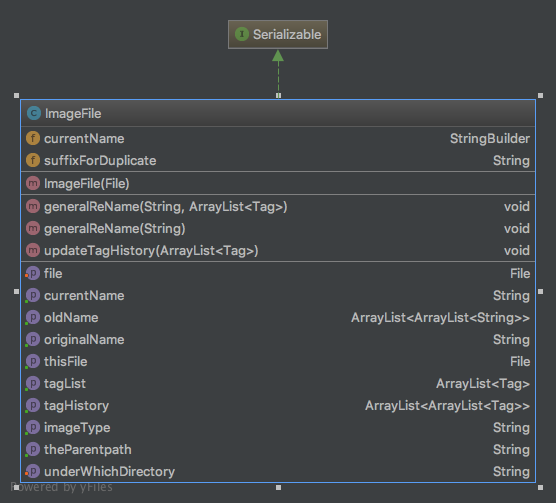 I Serializable
C ImageFile
f currentName StringBuilder
f suffixForDuplicate String
m ImageFile(File)
m generalReName(String, ArrayList<Tag>) void
m generalReName(String) void
m updateTagHistory(ArrayList<Tag>) void
p file File
p currentName String
p oldName ArrayList<ArrayList<String>>
p originalName String
p thisFile File
p tagList ArrayList<Tag>
p tagHistory ArrayList<ArrayList<Tag>>
p imageType String
p theParentpath String
p underWhichDirectory String
Powered by yFiles